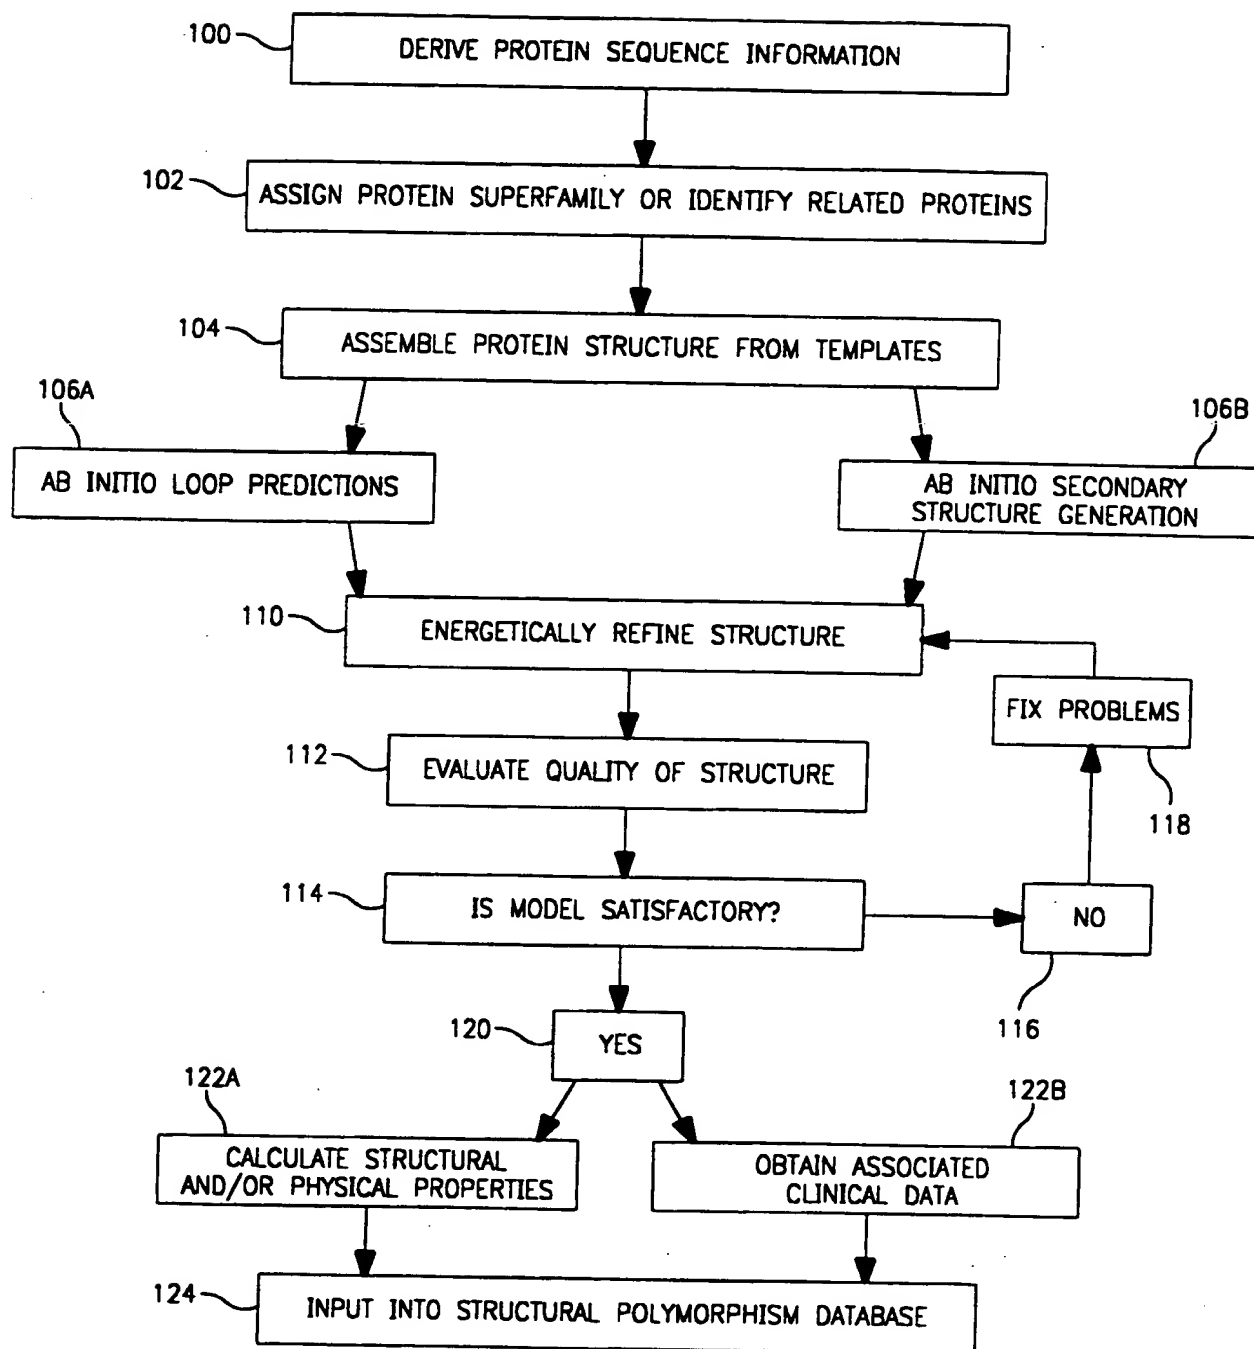 100
DERIVE PROTEIN SEQUENCE INFORMATION
102
ASSIGN PROTEIN SUPERFAMILY OR IDENTIFY RELATED PROTEINS
104
ASSEMBLE PROTEIN STRUCTURE FROM TEMPLATES
106A
AB INITIO LOOP PREDICTIONS
106B
AB INITIO SECONDARY
STRUCTURE GENERATION
110
ENERGETICALLY REFINE STRUCTURE
FIX PROBLEMS
118
112
EVALUATE QUALITY OF STRUCTURE
114
IS MODEL SATISFACTORY?
NO
116
120
YES
122A
CALCULATE STRUCTURAL
AND/OR PHYSICAL PROPERTIES
122B
OBTAIN ASSOCIATED
CLINICAL DATA
124
INPUT INTO STRUCTURAL POLYMORPHISM DATABASE